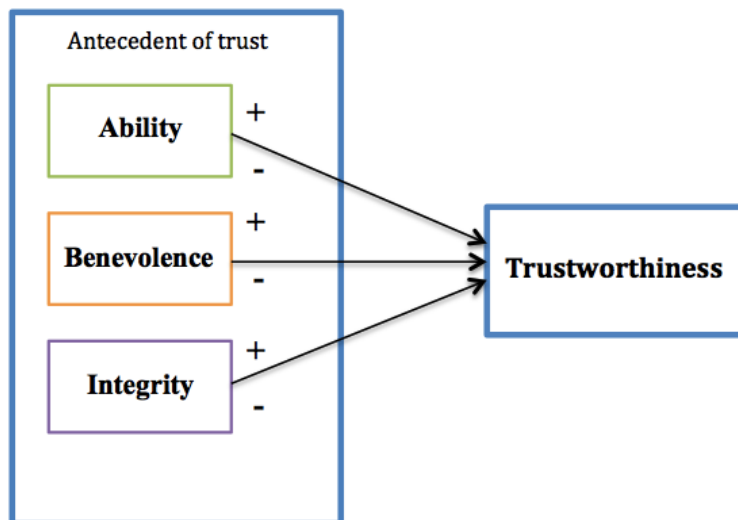 Antecedent of trust
+
Ability
-
+
Benevolence
-
Trustworthiness
+
Integrity
-